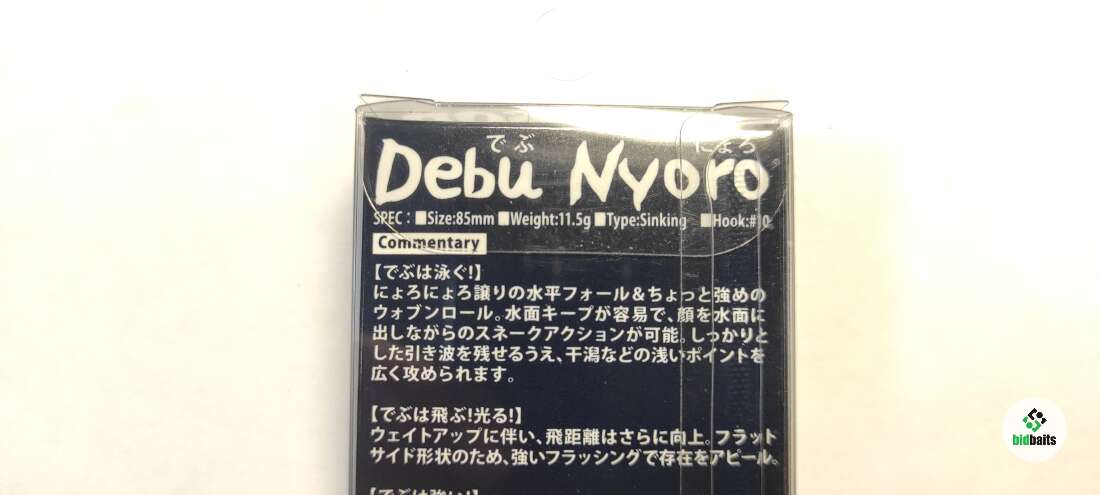 でぶ にょろ
Debu Nyoro
SPEC : ■Size:85mm ■Weight:11.5g ■Type:Sinking ■Hook:#10
Commentary
【でぶは泳ぐ!】
にょろにょろ譲りの水平フォール&ちょっと強めの
ウォブンロール。水面キープが容易で、顔を水面に
出しながらのスネークアクションが可能。しっかりと
した引き波を残せるうえ、干潟などの浅いポイントを
広く攻められます。
【でぶは飛ぶ!光る!】
ウェイトアップに伴い、飛距離はさらに向上。フラット
サイド形状のため、強いフラッシングで存在をアピール。
【でぶは強い!】
bidbaits